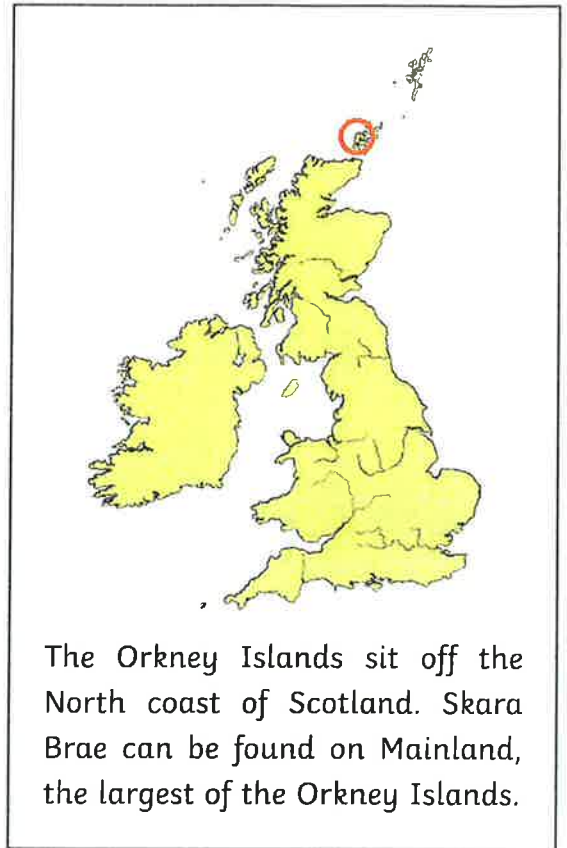 The Orkney Islands sit off the
North coast of Scotland. Skara
Brae can be found on Mainland,
the largest of the Orkney Islands.